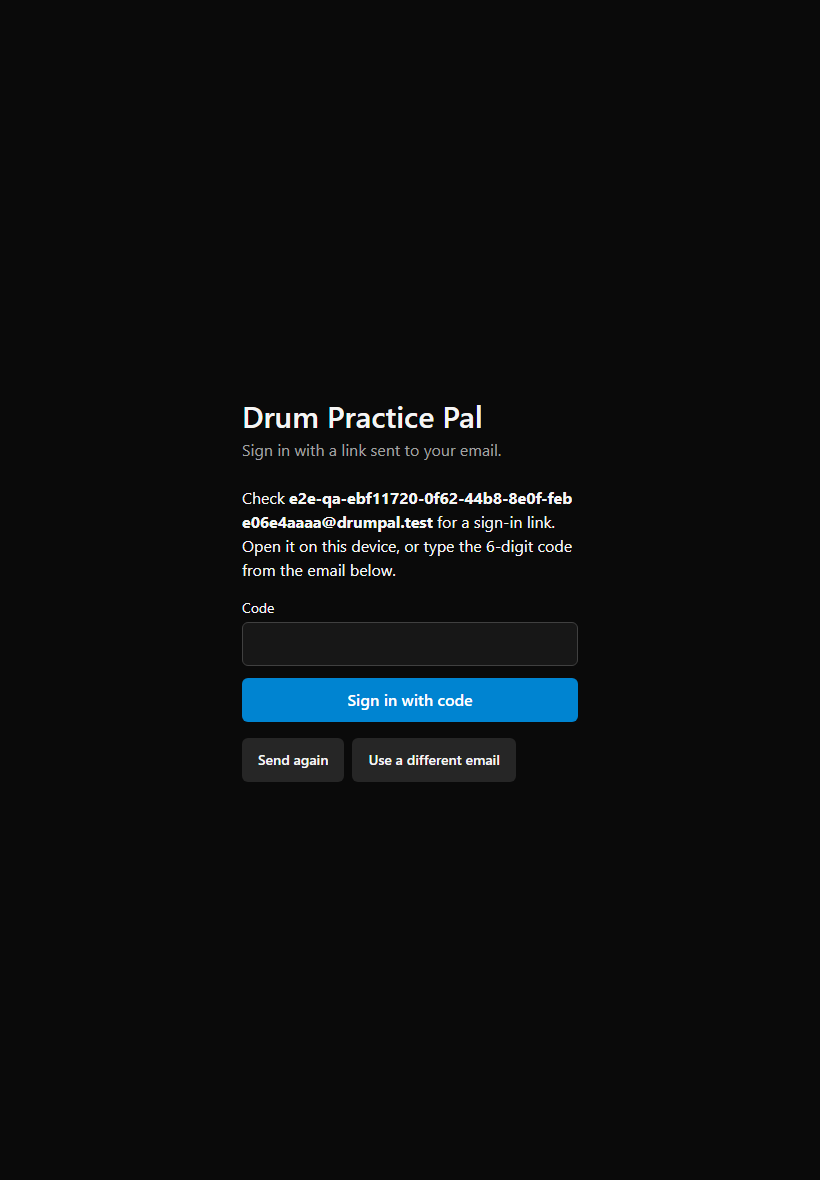 Drum Practice Pal
Sign in with a link sent to your email.
Check e2e-qa-ebf11720-0f62-44b8-8e0f-feb
e06e4aaaa@drumpal.test for a sign-in link.
Open it on this device, or type the 6-digit code
from the email below.
Code
Sign in with code
Send again
Use a different email